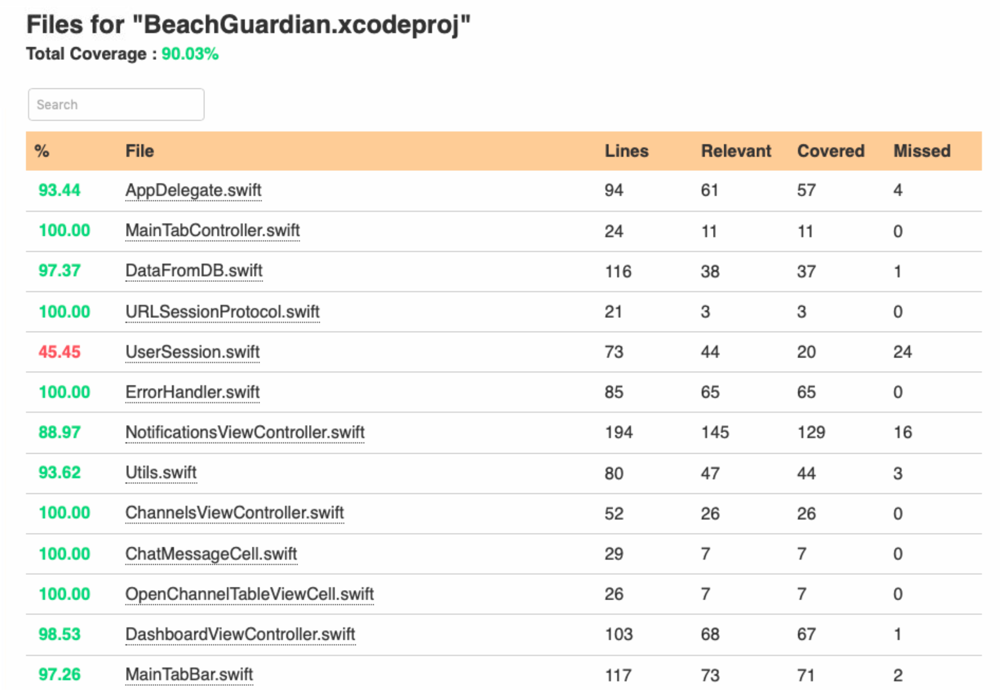 Files for "BeachGuardian.xcodeproj"
Total Coverage : 90.03%
Search
% File Lines Relevant Covered Missed
93.44 AppDelegate.swift 94 61 57 4
100.00 MainTabController.swift 24 11 11 0
97.37 DataFromDB.swift 116 38 37 1
100.00 URLSessionProtocol.swift 21 3 3 0
45.45 UserSession.swift 73 44 20 24
100.00 ErrorHandler.swift 85 65 65 0
88.97 NotificationsViewController.swift 194 145 129 16
93.62 Utils.swift 80 47 44 3
100.00 ChannelsViewController.swift 52 26 26 0
100.00 ChatMessageCell.swift 29 7 7 0
100.00 OpenChannelTableViewCell.swift 26 7 7 0
98.53 DashboardViewController.swift 103 68 67 1
97.26 MainTabBar.swift 117 73 71 2